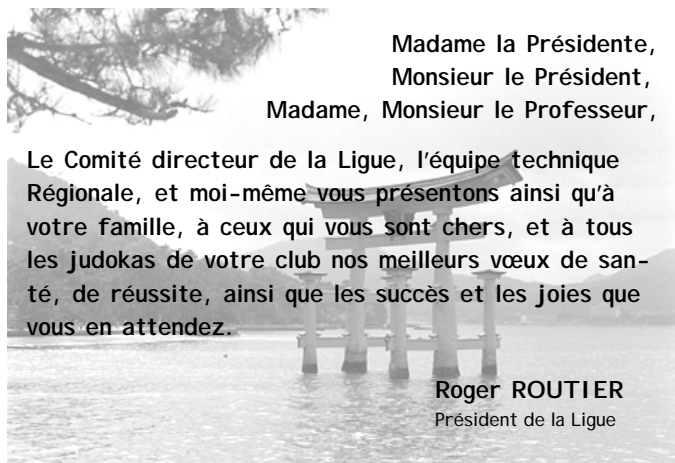 Madame la Présidente,
Monsieur le Président,
Madame, Monsieur le Professeur,
Le Comité directeur de la Ligue, l'équipe technique
Régionale, et moi-même vous présentons ainsi qu'à
votre famille, à ceux qui vous sont chers, et à tous
les judokas de votre club nos meilleurs vœux de san-
té, de réussite, ainsi que les succès et les joies que
vous en attendez.
Roger ROUTIER
Président de la Ligue